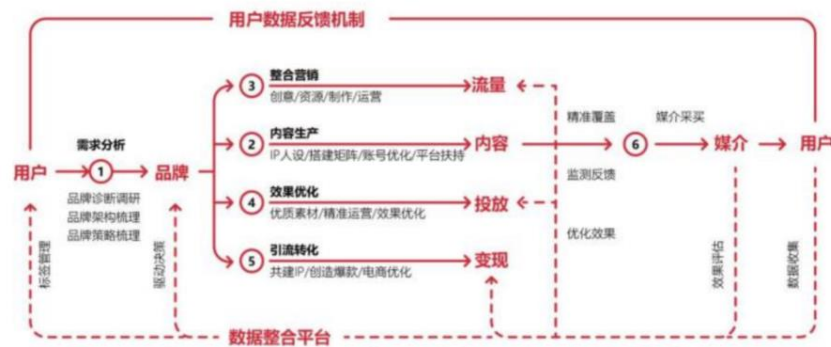 用户数据反馈机制
需求分析
用户
1
品牌
品牌诊断调研
品牌架构梳理
品牌策略梳理
3
整合营销
创意/资源/制作/运营
流量
2
内容生产
IP人设/搭建矩阵/账号优化/平台扶持
内容
4
效果优化
优质素材/精准运营/效果优化
投放
5
引流转化
共建IP/创造爆款/电商优化
变现
精准覆盖
6
媒介采买
媒介
用户
监测反馈
优化效果
标签管理
驱动决策
效果评估
数据收集
数据整合平台